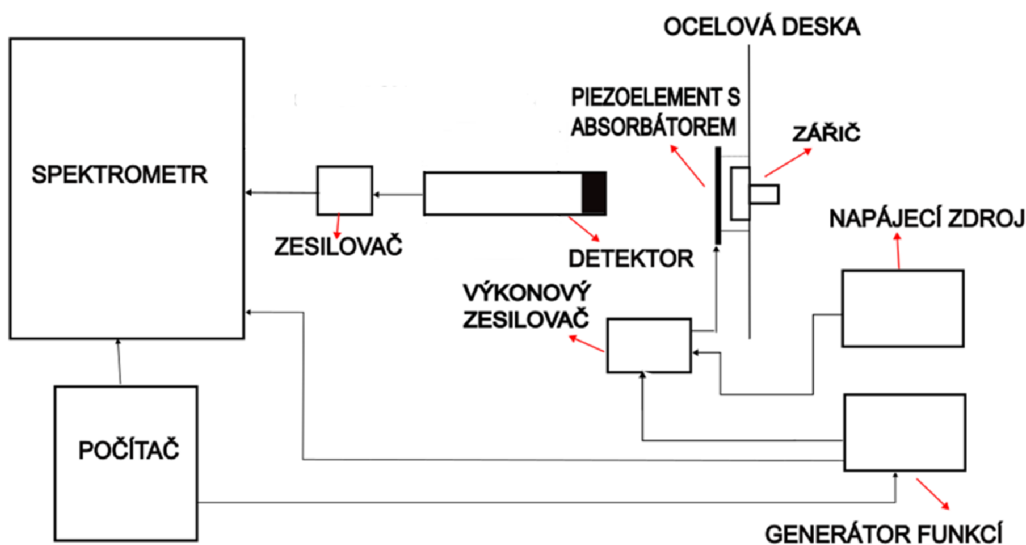 OCELOVÁ DESKA
PIEZOELEMENT S
ABSORBÁTOREM
ZÁŘIČ
SPEKTROMETR
NAPÁJECÍ ZDROJ
ZESILOVAČ
DETEKTOR
VÝKONOVÝ
ZESILOVAČ
POČÍTAČ
GENERÁTOR FUNKCÍ